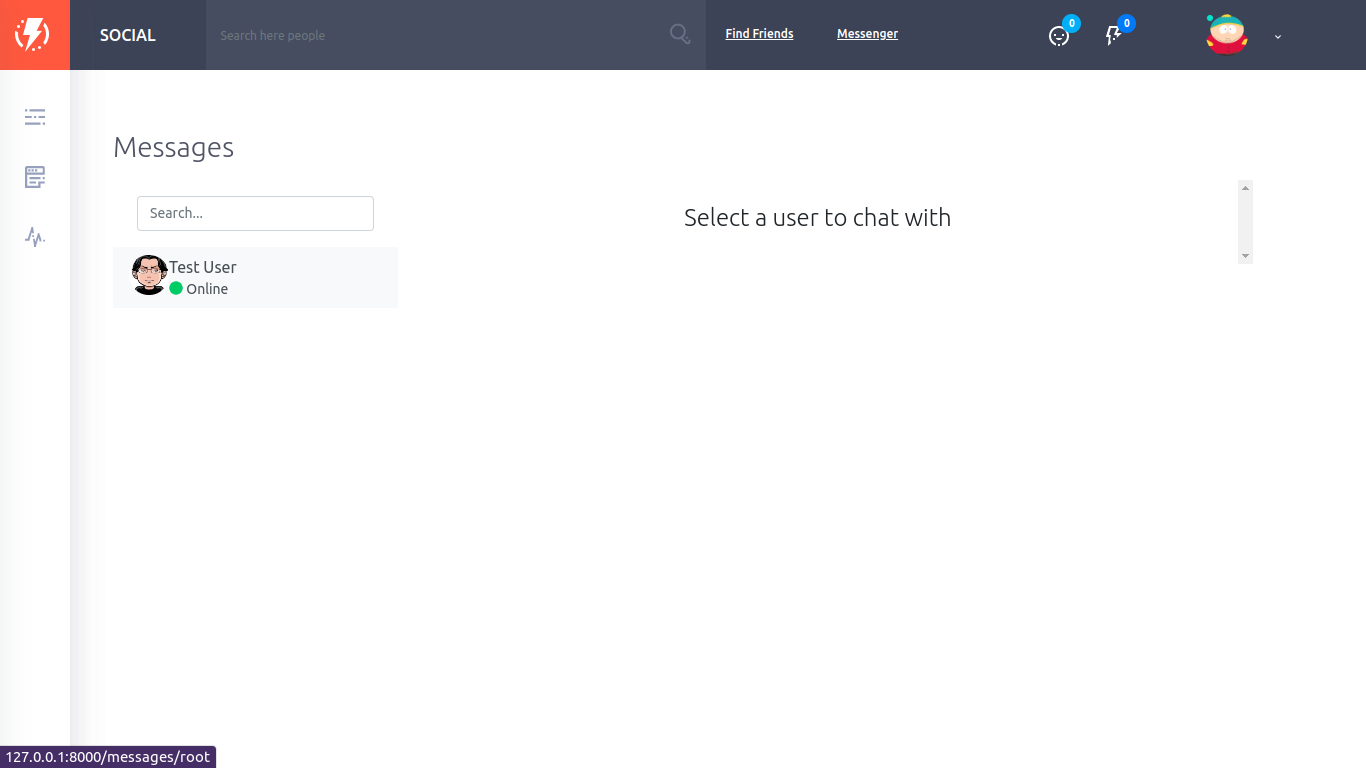 SOCIAL
Search here people
Find Friends
Messenger
0
0
Messages
Search...
Select a user to chat with
Test User
Online
127.0.0.1:8000/messages/root